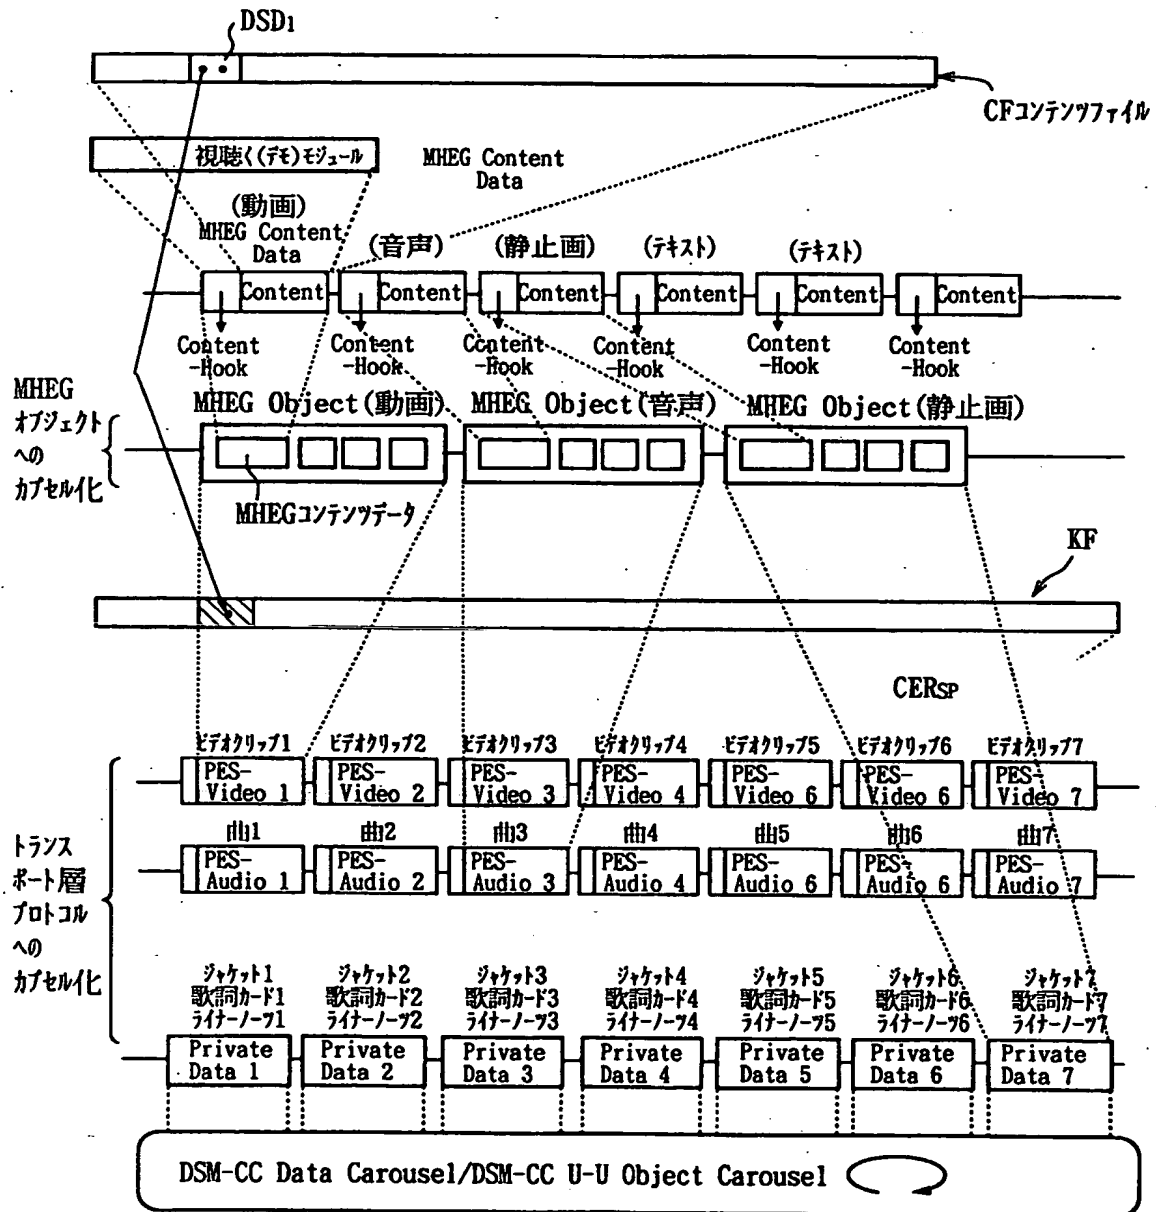 DSD1
CFコンテンツファイル
視聴く(デモ)モジュール
MHEG Content
Data
(動画)
MHEG Content
Data
(音声)
(静止画)
(テキスト)
(テキスト)
Content
Content
Content
Content
Content
Content
Content
-Hook
Content
-Hook
Content
-Hook
Content
-Hook
Content
-Hook
Content
-Hook
MHEG
オブジェクト
への
カプセル化
MHEG Object(動画)
MHEG Object(音声)
MHEG Object(静止画)
MHEGコンテンツデータ
KF
CERSP
ビデオクリップ1
ビデオクリップ2
ビデオクリップ3
ビデオクリップ4
ビデオクリップ5
ビデオクリップ6
ビデオクリップ7
PES-
Video 1
PES-
Video 2
PES-
Video 3
PES-
Video 4
PES-
Video 6
PES-
Video 6
PES-
Video 7
トランス
ポート層
プロトコル
への
カプセル化
曲1
曲2
曲3
曲4
曲5
曲6
曲7
PES-
Audio 1
PES-
Audio 2
PES-
Audio 3
PES-
Audio 4
PES-
Audio 6
PES-
Audio 6
PES-
Audio 7
ジャケット1
歌詞カード1
ライナーノーツ1
ジャケット2
歌詞カード2
ライナーノーツ2
ジャケット3
歌詞カード3
ライナーノーツ3
ジャケット4
歌詞カード4
ライナーノーツ4
ジャケット5
歌詞カード5
ライナーノーツ5
ジャケット6
歌詞カード6
ライナーノーツ6
ジャケット7
歌詞カード7
ライナーノーツ7
Private
Data 1
Private
Data 2
Private
Data 3
Private
Data 4
Private
Data 5
Private
Data 6
Private
Data 7
DSM-CC Data Carousel/DSM-CC U-U Object Carousel